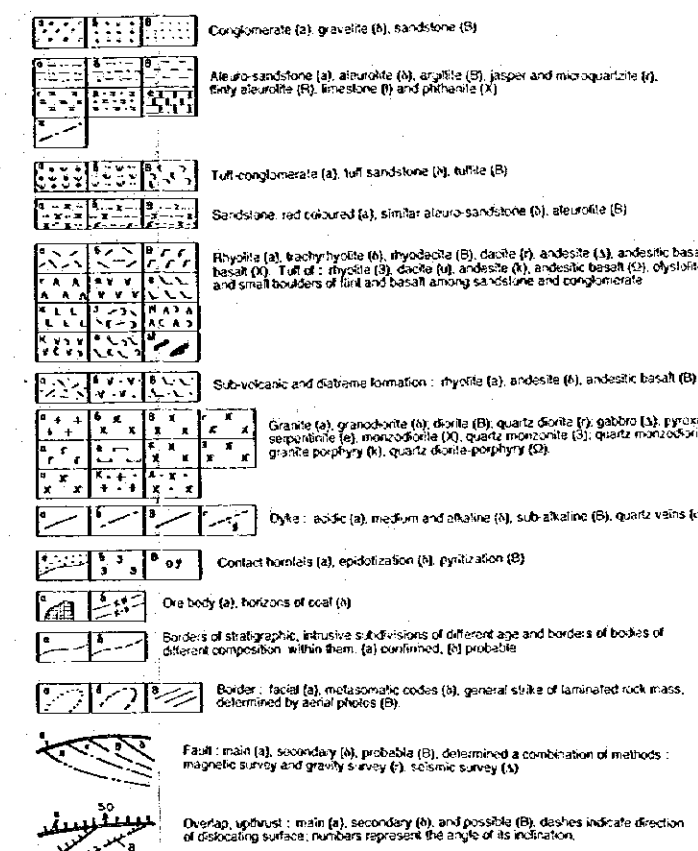 Conglomerate (a), gravelite (δ), sandstone (B)
Aleuro-sandstone (a), aleurolite (δ), argillite (B), jasper and microquartzite (r),
flinty aleurolite (R), limestone (l) and phthanite (X)
Tuff-conglomerate (a), tuff sandstone (δ), tuffite (B)
Sandstone, red coloured (a), similar aleuro-sandstone (δ), aleurolite (B)
Rhyolite (a), trachyrhyolite (δ), rhyodacite (B), dacite (r), andesite (Δ), andesitic basa
basalt (X). Tuff of : rhyolite (3), dacite (u), andesite (k), andesitic basalt (Ω), olystolite
and small boulders of flint and basalt among sandstone and conglomerate
Sub-volcanic and diatreme formation : rhyolite (a), andesite (δ), andesitic basalt (B)
Granite (a), granodiorite (δ); diorite (B); quartz diorite (r); gabbro (Δ), pyroxe
serpentinite (e), monzodiorite (X), quartz monzonite (3); quartz monzodiori
granite porphyry (k), quartz diorite-porphyry (Ω).
Dyke : acidic (a), medium and alkaline (δ), sub-alkaline (B), quartz veins
Contact hornfels (a), epidotization (δ), pyritization (B)
Ore body (a), horizons of coal (δ)
Borders of stratigraphic, intrusive subdivisions of different age and borders of bodies of
different composition within them: (a) confirmed, (δ) probable
Border : facial (a), metasomatic codes (δ), general strike of laminated rock mass,
determined by aerial photos (B).
Fault : main (a), secondary (δ), probable (B), determined a combination of methods :
magnetic survey and gravity survey (r), seismic survey (Δ)
50
Overlap, upthrust : main (a), secondary (δ), and possible (B), dashes indicate direction
of dislocating surface; numbers represent the angle of its inclination.